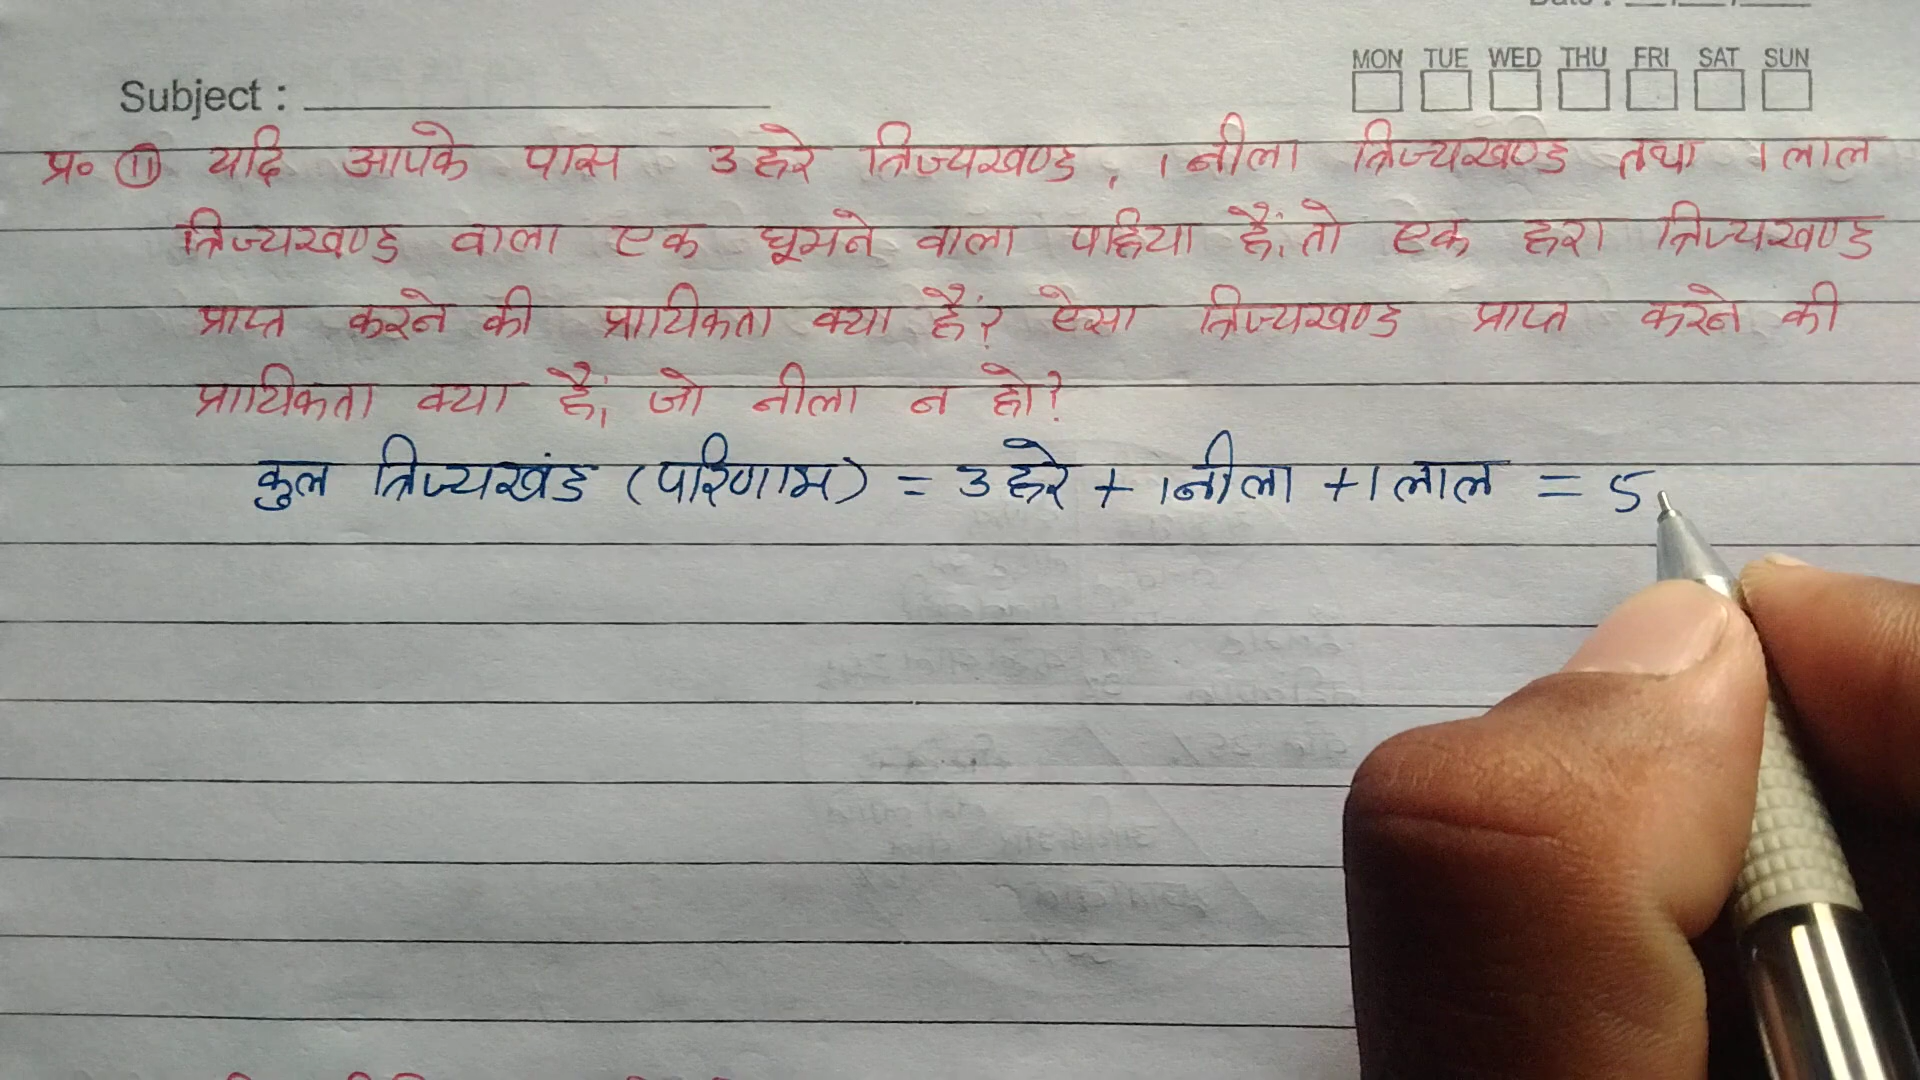 Date :
MON TUE WED THU FRI SAT SUN
Subject :
प्र० ⑪ यदि आपके पास 3 हरे त्रिज्यखण्ड, 1 नीला त्रिज्यखण्ड तथा 1 लाल
त्रिज्यखण्ड वाला एक घूमने वाला पहिया हैं, तो एक हरा त्रिज्यखण्ड
प्राप्त करने की प्रायिकता क्या हैं? ऐसा त्रिज्यखण्ड प्राप्त करने की
प्रायिकता क्या हैं, जो नीला न हो?
कुल त्रिज्यखंड (परिणाम) = 3 हरे + 1 नीला + 1 लाल = 5